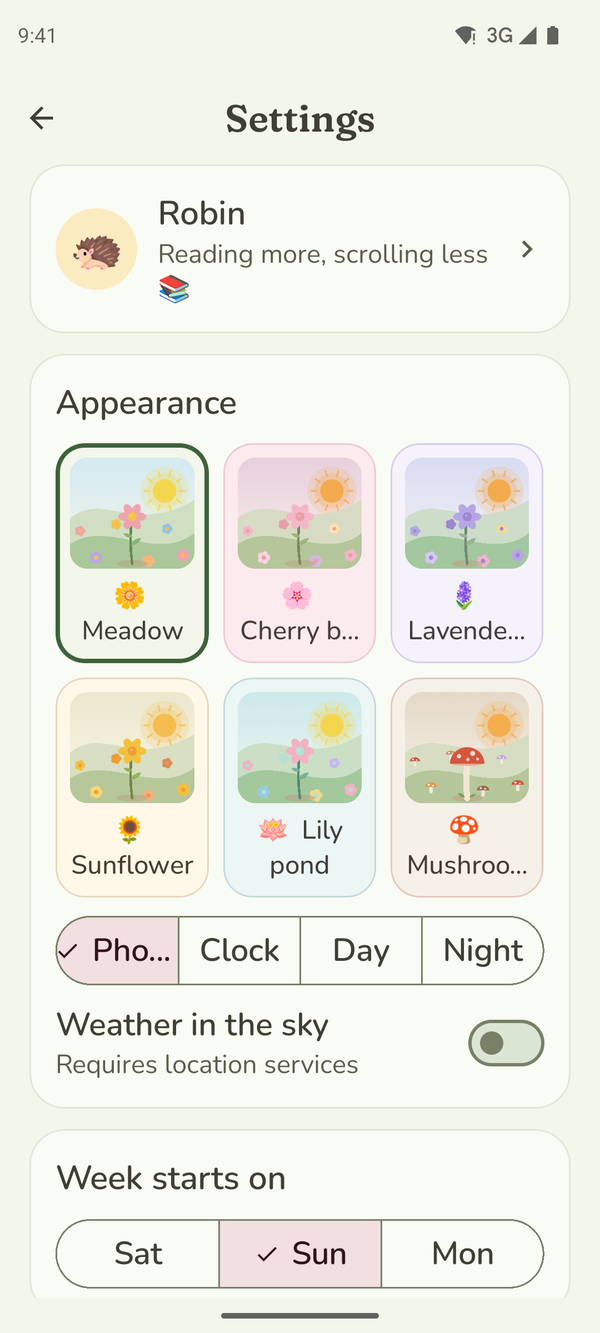 9:41
3G
Settings
Robin
Reading more, scrolling less
📚
Appearance
🌼
Meadow
🌸
Cherry b...
🪻
Lavende...
🌻
Sunflower
🪷 Lily
pond
🍄
Mushroo...
Pho...
Clock
Day
Night
Weather in the sky
Requires location services
Week starts on
Sat
Sun
Mon